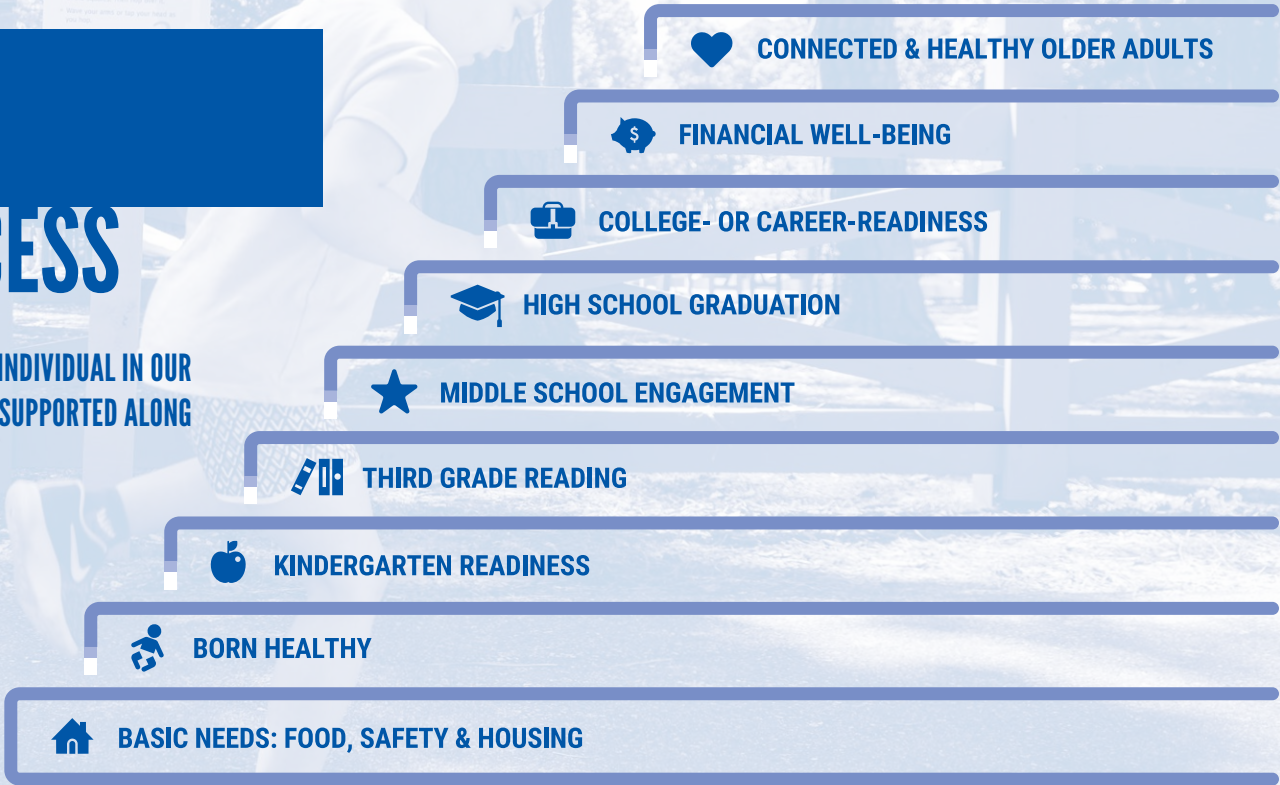 CONNECTED & HEALTHY OLDER ADULTS
FINANCIAL WELL-BEING
COLLEGE- OR CAREER-READINESS
CESS
HIGH SCHOOL GRADUATION
INDIVIDUAL IN OUR
SUPPORTED ALONG
MIDDLE SCHOOL ENGAGEMENT
THIRD GRADE READING
KINDERGARTEN READINESS
BORN HEALTHY
BASIC NEEDS: FOOD, SAFETY & HOUSING